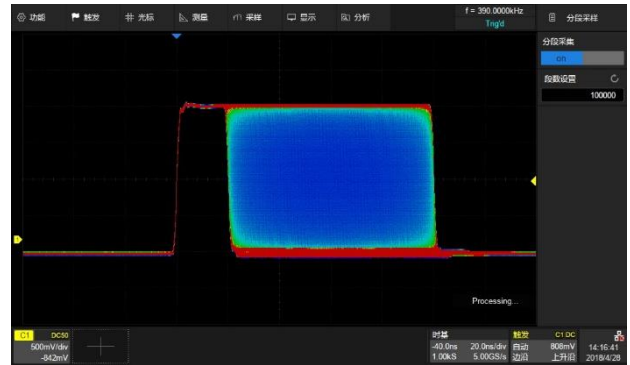 功能
触发
光标
测量
采样
显示
分析
f = 390.0000kHz
Trig'd
分段采样
分段采集
on
段数设置
100000
1
Processing...
C1 DC50
500mV/div
-842mV
时基
-40.0ns 20.0ns/div
1.00kS 5.00GS/s
触发 C1 DC
自动 808mV
边沿 上升沿
14:16:41
2018/4/28